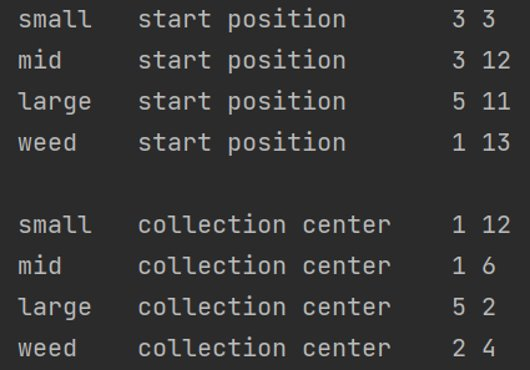 small   start position       3 3
mid     start position       3 12
large   start position       5 11
weed    start position       1 13

small   collection center    1 12
mid     collection center    1 6
large   collection center    5 2
weed    collection center    2 4